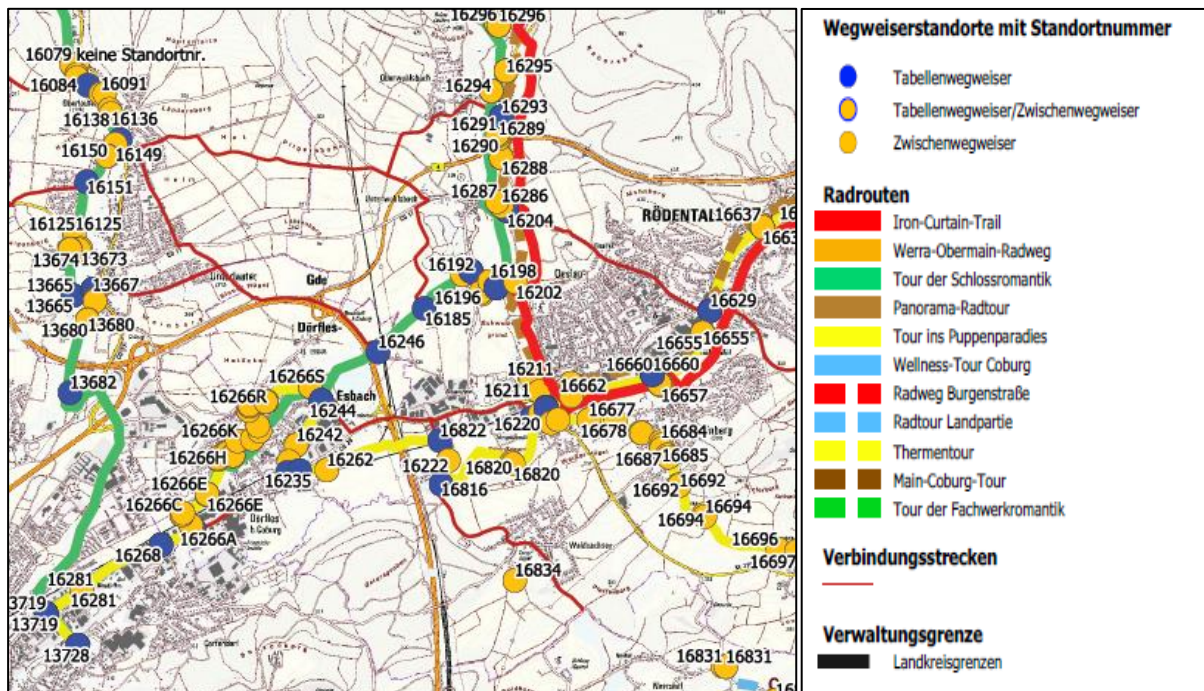 16296 16296
16079 keine Standortnr.
16295
16084 16091
Oberwohlsbach
16294
16293
16138 16136
16291 16289
16290
16150 16149
16288
16151
16287 16286
Unterwohlsbach
16204
RÖDENTAL 16637
16125 16125
13674 13673
16192 16198
13665 13667
16196 16202
13665
Gde
16185
16629
13680 13680
Dörfles-
16655 16655
16246
16660 16660
13682
16211
16266S
16662 16657
Esbach
16211
16266R
16244
16677
16220
16266K 16242
16822
16678
16684
16266H
16262
16222
16820
16687 16685
16235
16820
16266E
16816
16692 16692
16266C 16266E
Dörfles
b Coburg
16694 16694
16266A
16268
Waldsachsen
16696
16697
16281
16834
16281
13719
13728
16831 16831
Wegweiserstandorte mit Standortnummer
Tabellenwegweiser
Tabellenwegweiser/Zwischenwegweiser
Zwischenwegweiser
Radrouten
Iron-Curtain-Trail
Werra-Obermain-Radweg
Tour der Schlossromantik
Panorama-Radtour
Tour ins Puppenparadies
Wellness-Tour Coburg
Radweg Burgenstraße
Radtour Landpartie
Thermentour
Main-Coburg-Tour
Tour der Fachwerkromantik
Verbindungsstrecken
Verwaltungsgrenze
Landkreisgrenzen